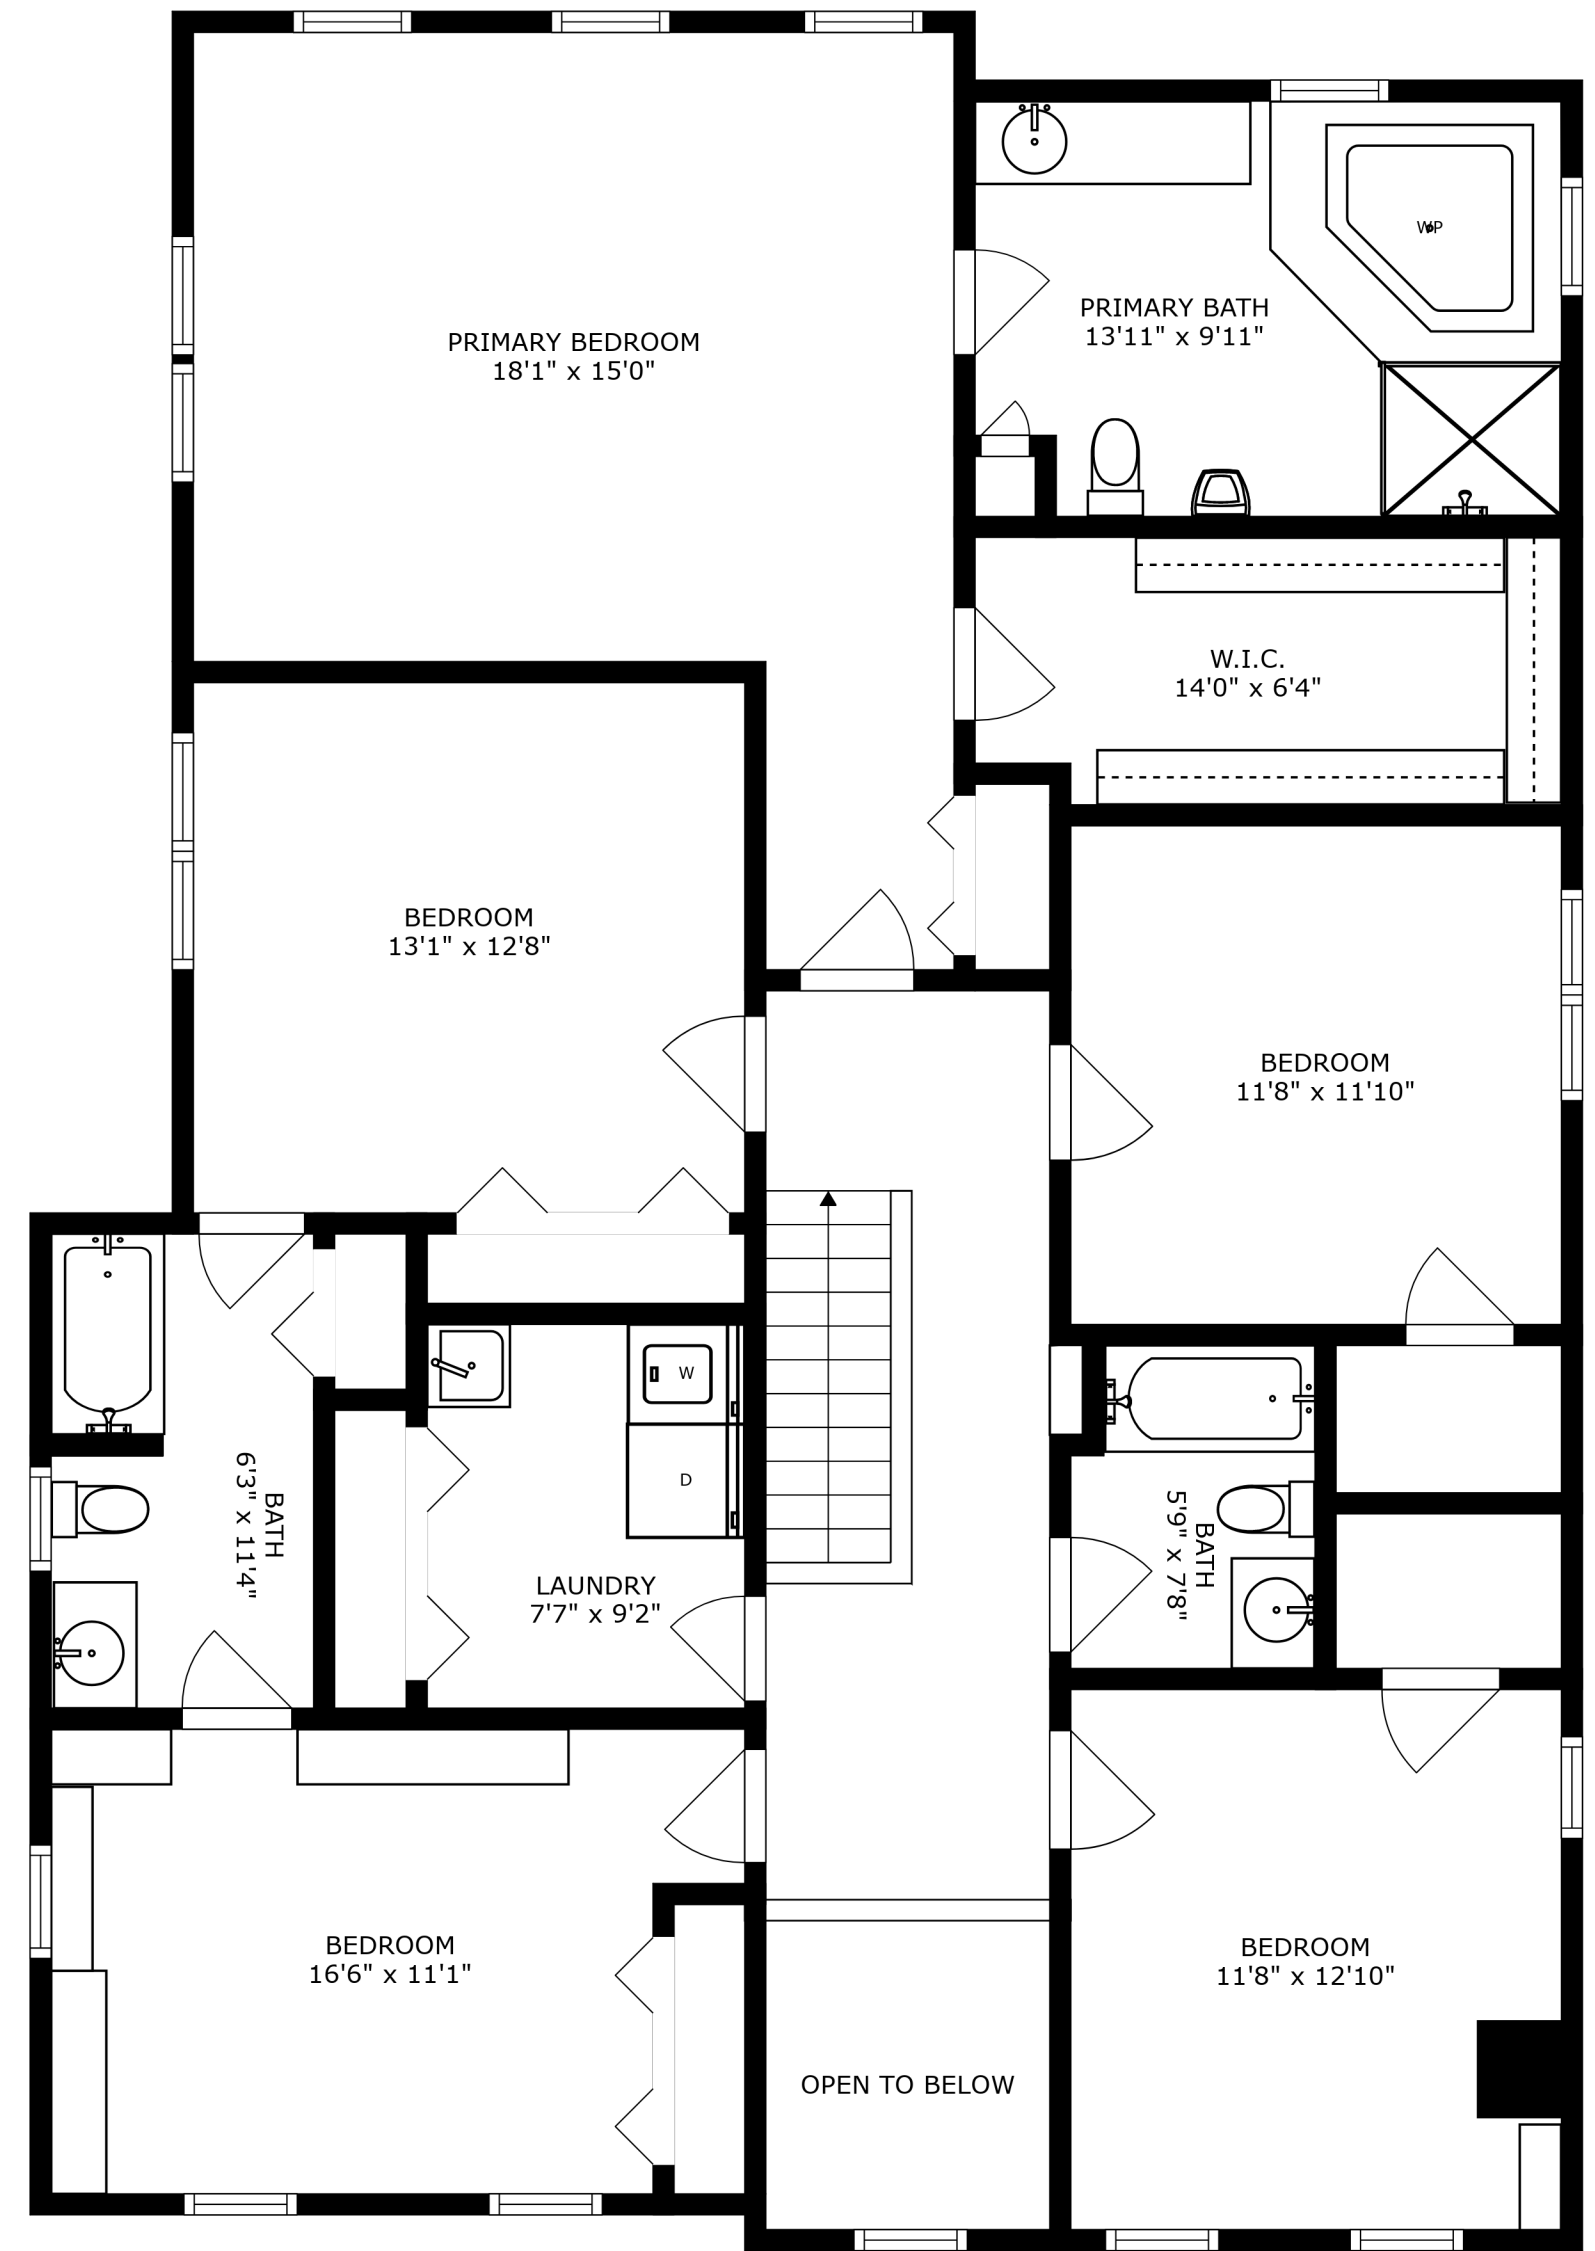 PRIMARY BEDROOM
18'1" x 15'0"
PRIMARY BATH
13'11" x 9'11"
WP
W.I.C.
14'0" x 6'4"
BEDROOM
13'1" x 12'8"
BEDROOM
11'8" x 11'10"
BATH
6'3" x 11'4"
W
D
LAUNDRY
7'7" x 9'2"
BATH
5'9" x 7'8"
BEDROOM
16'6" x 11'1"
BEDROOM
11'8" x 12'10"
OPEN TO BELOW